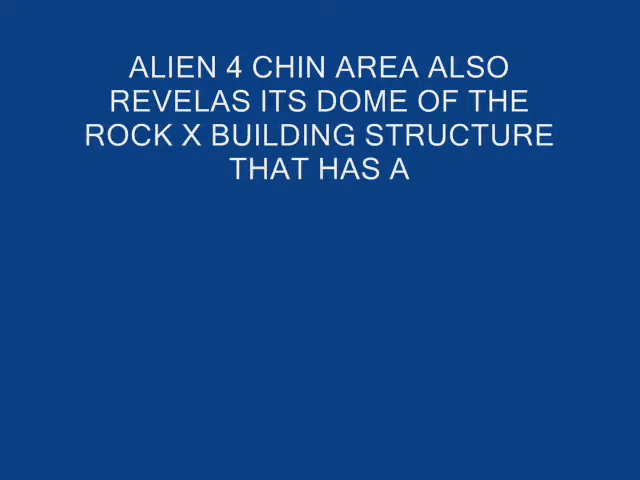 ALIEN 4 CHIN AREA ALSO
REVELAS ITS DOME OF THE
ROCK X BUILDING STRUCTURE
THAT HAS A